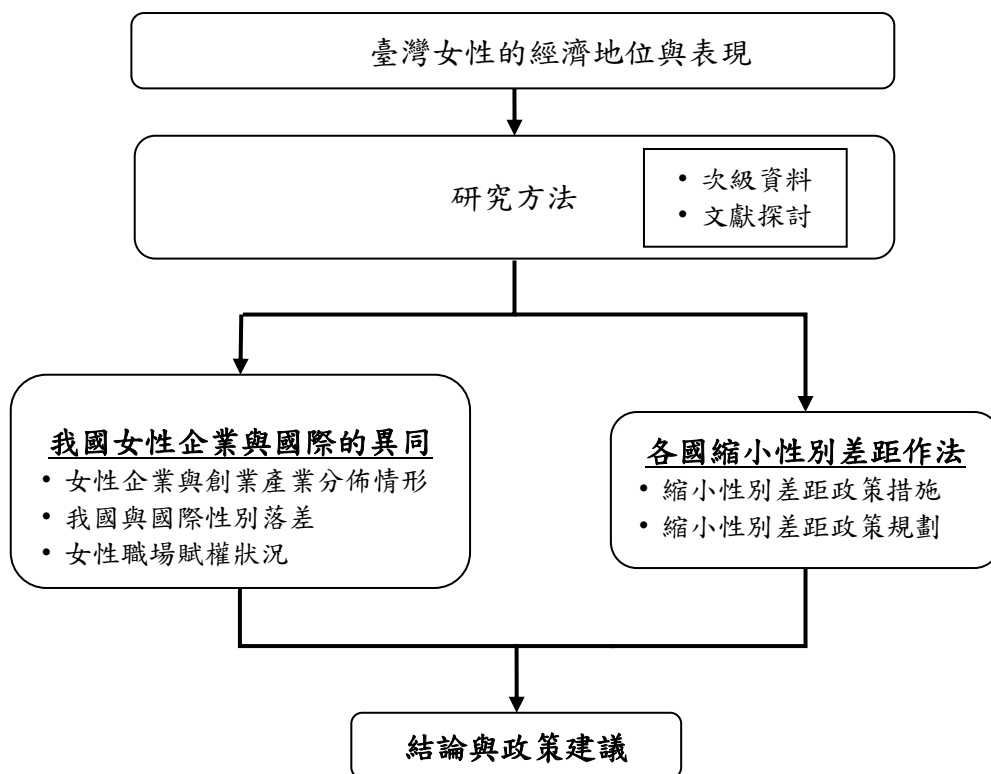 臺灣女性的經濟地位與表現
研究方法
• 次級資料
• 文獻探討
我國女性企業與國際的異同
• 女性企業與創業產業分佈情形
• 我國與國際性別落差
• 女性職場賦權狀況
各國縮小性別差距作法
• 縮小性別差距政策措施
• 縮小性別差距政策規劃
結論與政策建議